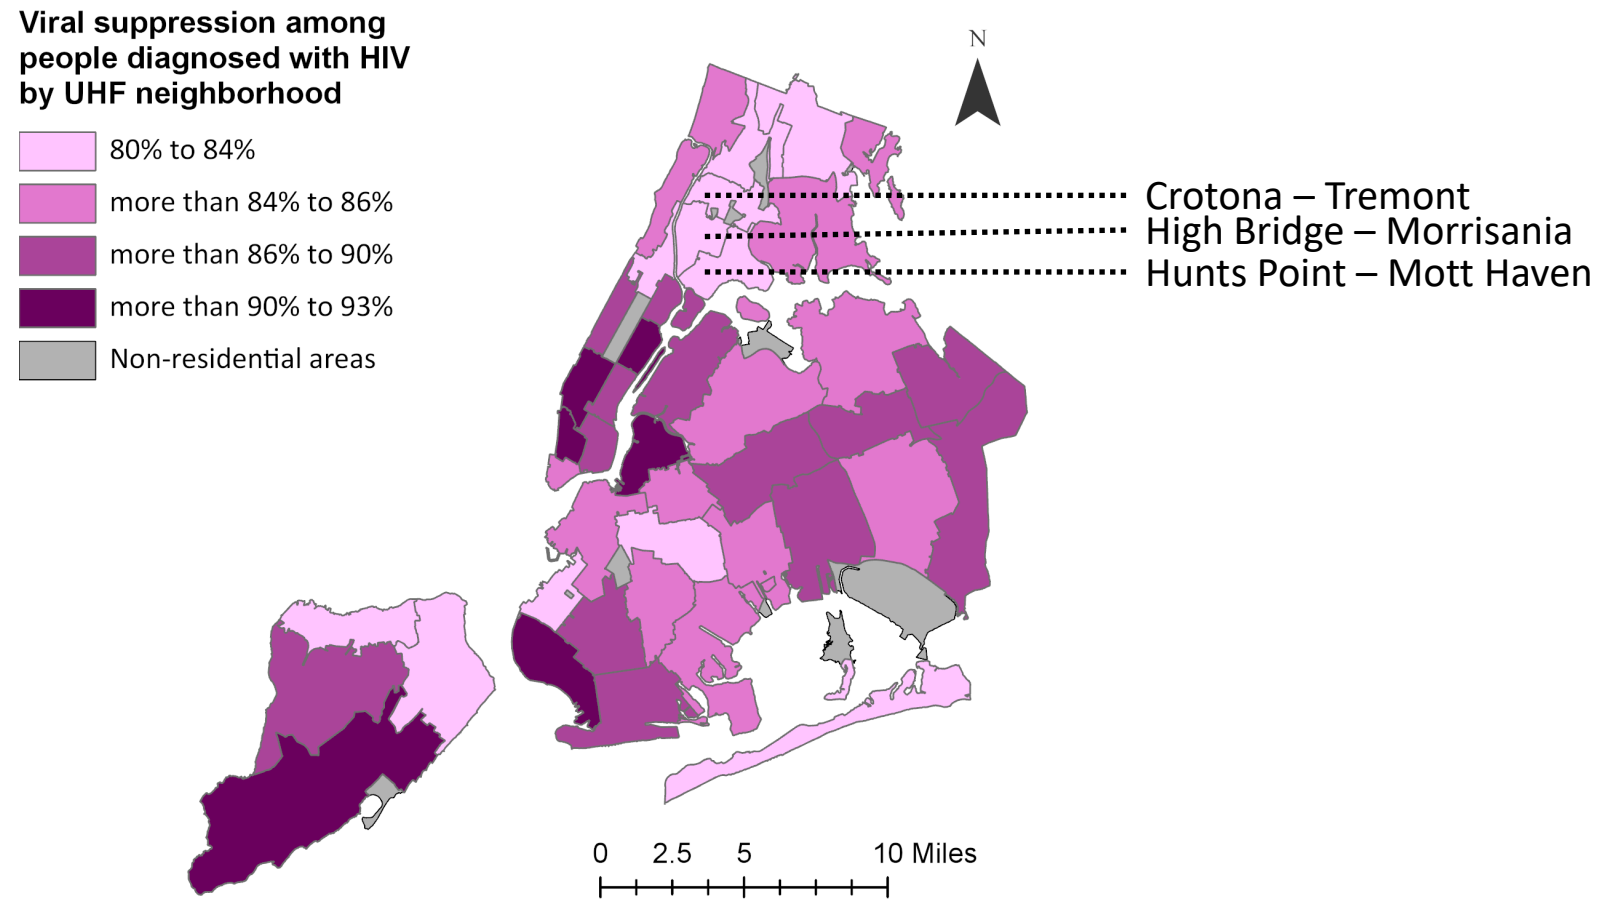 Viral suppression among
people diagnosed with HIV
by UHF neighborhood
80% to 84%
more than 84% to 86%
more than 86% to 90%
more than 90% to 93%
Non-residential areas
N
Crotona – Tremont
High Bridge – Morrisania
Hunts Point – Mott Haven
0 2.5 5 10 Miles